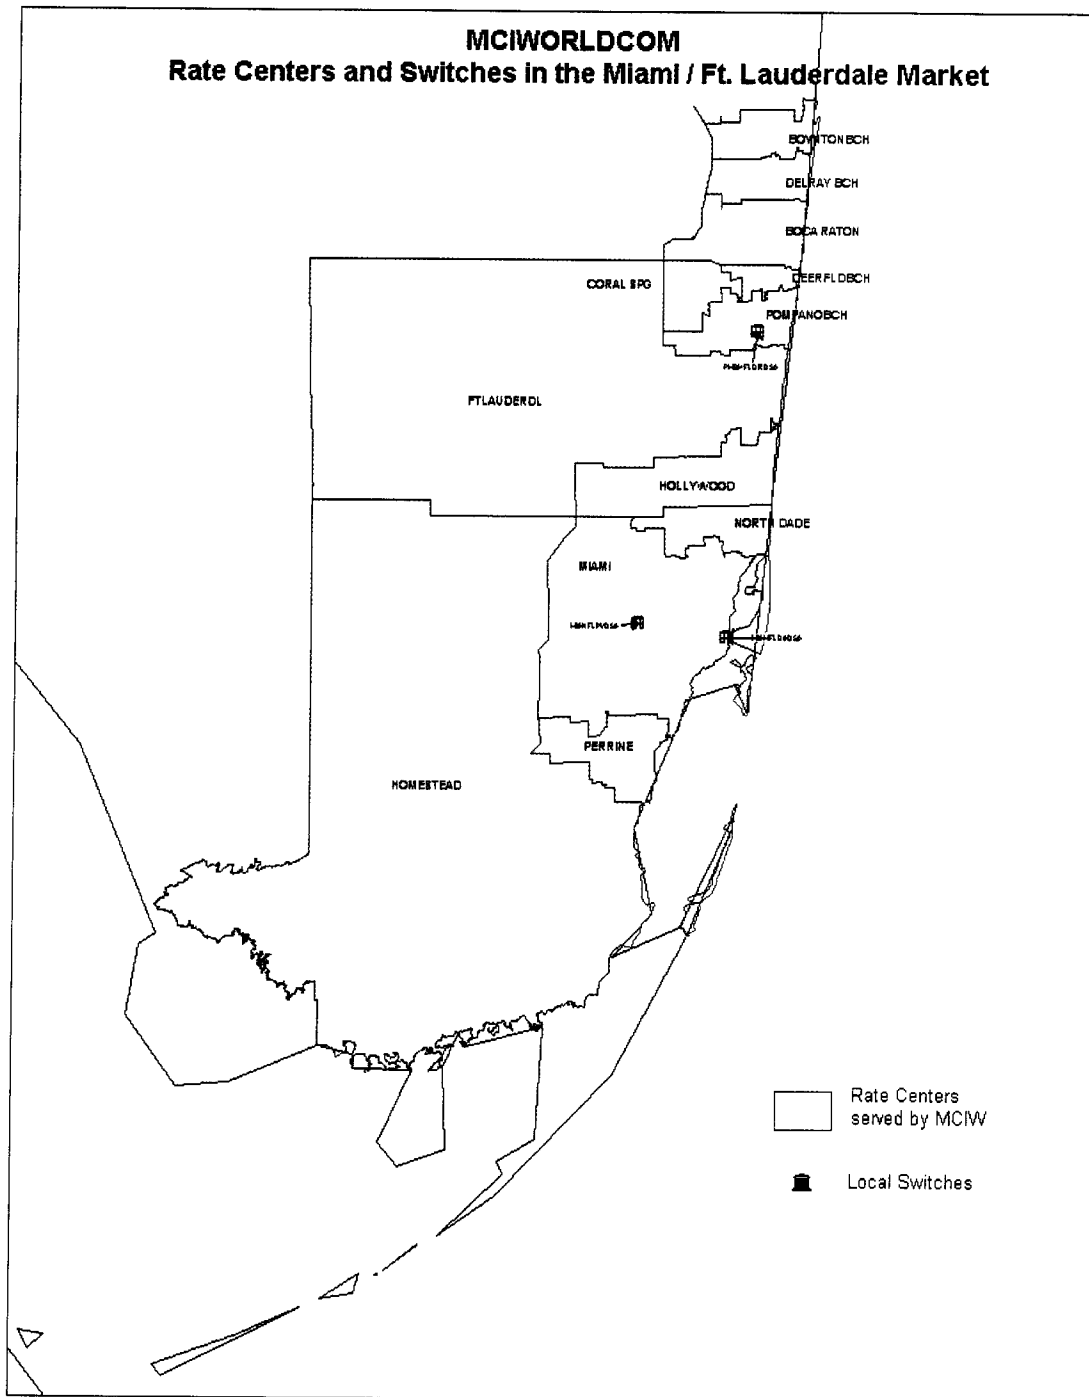 MCIWORLDCOM
Rate Centers and Switches in the Miami / Ft. Lauderdale Market
BOYNTON BCH
DELRAY BCH
BOCA RATON
DEERFLDBCH
CORAL SPG
POMPANOBCH
FTLAUDERDL
HOLLYWOOD
NORTH DADE
MIAMI
PERRINE
HOMESTEAD
Rate Centers
served by MCIW
Local Switches